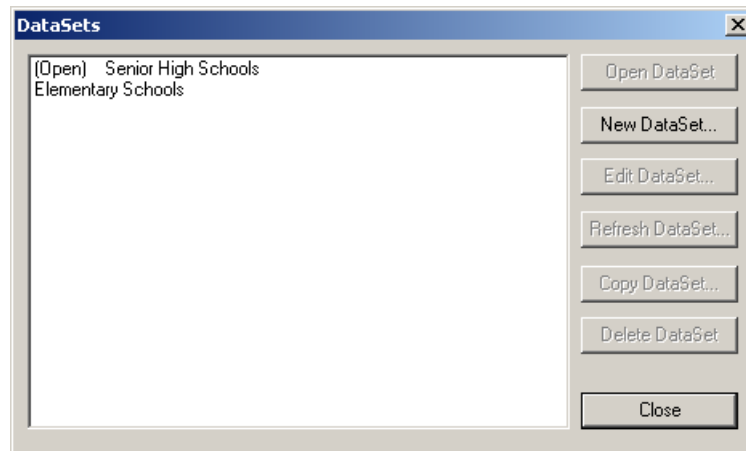 DataSets
(Open) Senior High Schools
Elementary Schools
Open DataSet
New DataSet...
Edit DataSet...
Refresh DataSet...
Copy DataSet...
Delete DataSet
Close